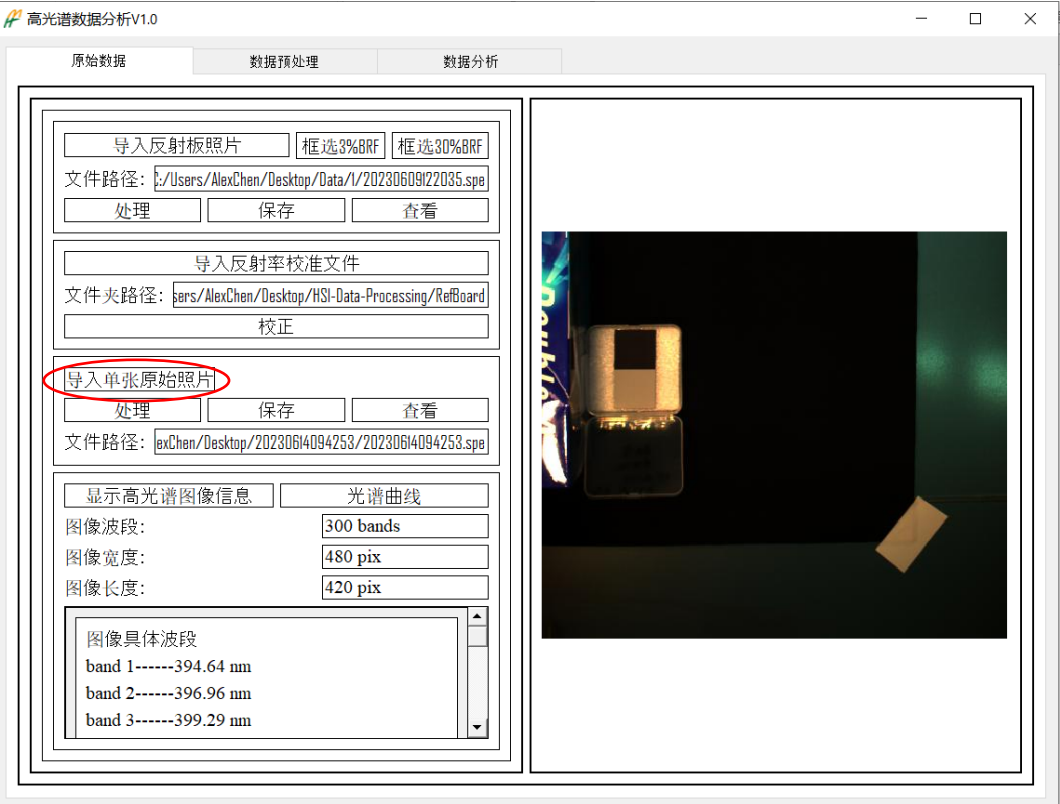 高光谱数据分析V1.0
原始数据 数据预处理 数据分析
导入反射板照片 框选3%BRF 框选30%BRF
文件路径: C:/Users/AlexChen/Desktop/Data/1/20230609122035.spe
处理 保存 查看
导入反射率校准文件
文件夹路径: sers/AlexChen/Desktop/HSI-Data-Processing/RefBoard
校正
导入单张原始照片
处理 保存 查看
文件路径: exChen/Desktop/20230614094253/20230614094253.spe
显示高光谱图像信息 光谱曲线
图像波段: 300 bands
图像宽度: 480 pix
图像长度: 420 pix
图像具体波段
band 1------394.64 nm
band 2------396.96 nm
band 3------399.29 nm
Double